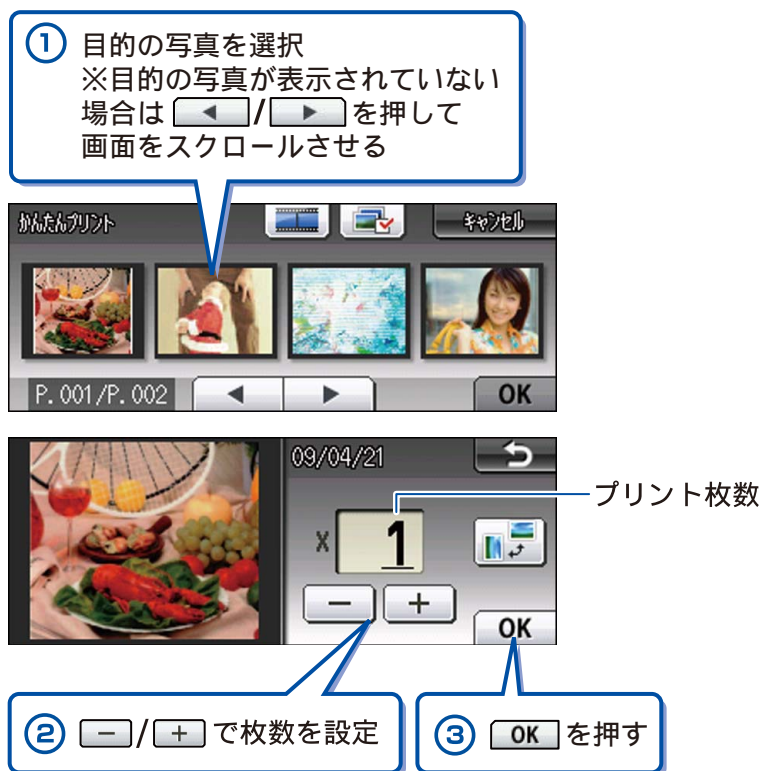 ① 目的の写真を選択
※目的の写真が表示されていない
場合は ◀ / ▶ を押して
画面をスクロールさせる
かんたんプリント
キャンセル
P.001/P.002 ◀ ▶ OK
09/04/21
プリント枚数
x 1
− +
OK
② − / + で枚数を設定
③ OK を押す